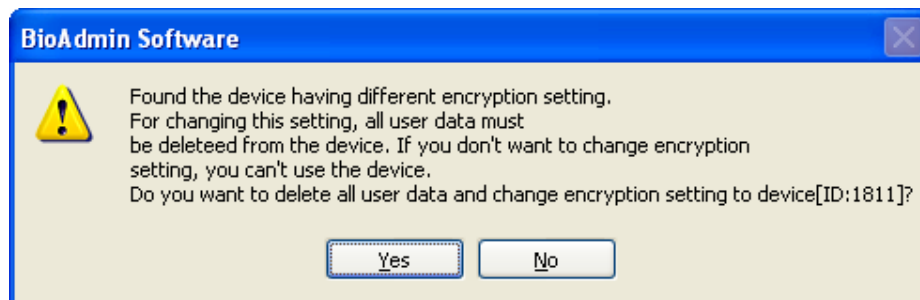 BioAdmin Software
Found the device having different encryption setting.
For changing this setting, all user data must
be deleteed from the device. If you don't want to change encryption
setting, you can't use the device.
Do you want to delete all user data and change encryption setting to device[ID:1811]?
Yes No